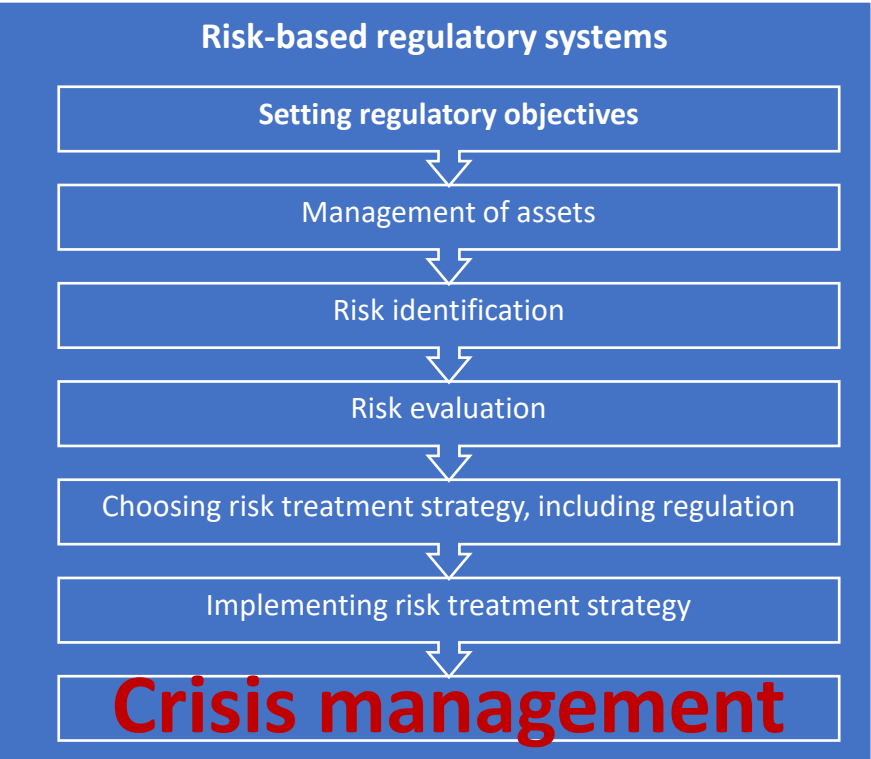 Risk-based regulatory systems
Setting regulatory objectives
Management of assets
Risk identification
Risk evaluation
Choosing risk treatment strategy, including regulation
Implementing risk treatment strategy
Crisis management